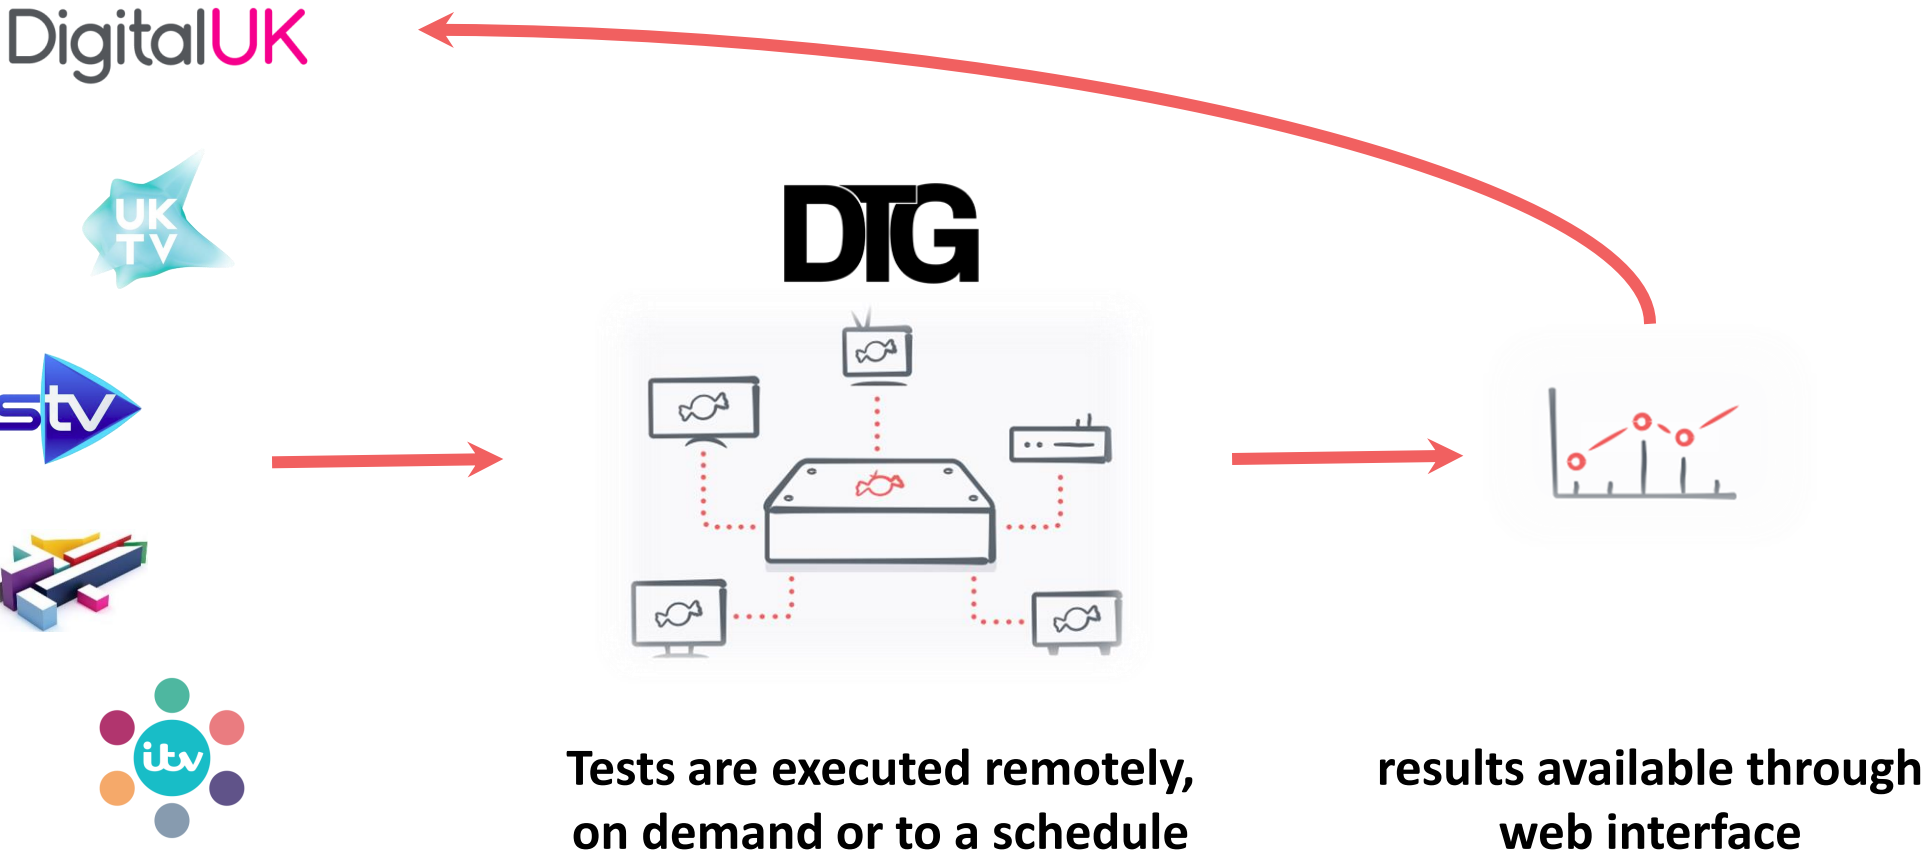 DigitalUK
UK
TV
DTG
stv
itv
Tests are executed remotely,
on demand or to a schedule
results available through
web interface